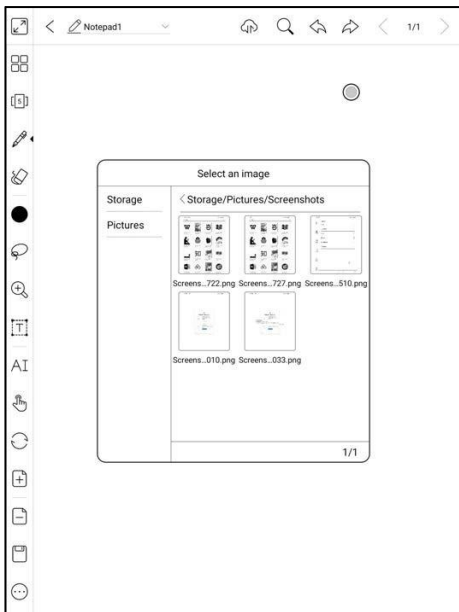 Notepad1
1/1
Select an image
Storage
Pictures
Storage/Pictures/Screenshots
Screens...722.png Screens...727.png Screens...510.png
Screens...010.png Screens...033.png
1/1
5
T
AI